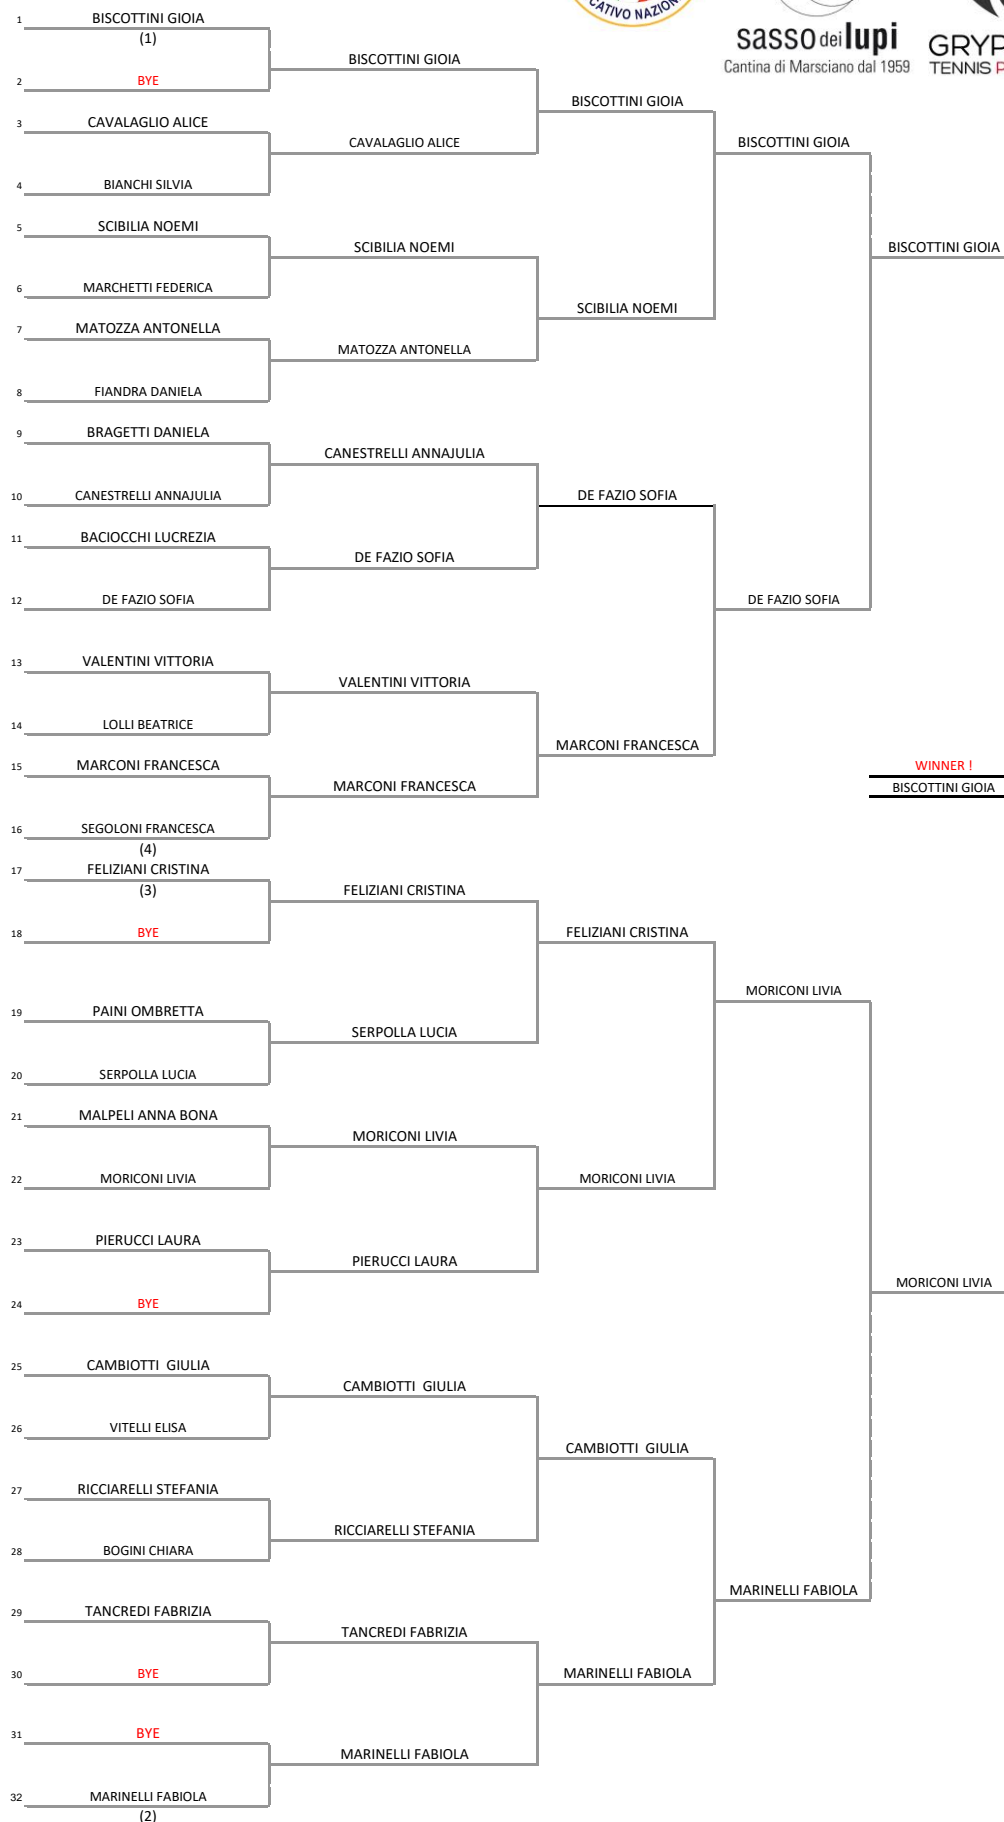 CATIVO NAZION
sasso dei lupi
Cantina di Marsciano dal 1959
GRYP
TENNIS P
1 BISCOTTINI GIOIA
(1)
BISCOTTINI GIOIA
2 BYE
BISCOTTINI GIOIA
3 CAVALAGLIO ALICE
CAVALAGLIO ALICE
BISCOTTINI GIOIA
4 BIANCHI SILVIA
5 SCIBILIA NOEMI
SCIBILIA NOEMI
BISCOTTINI GIOIA
6 MARCHETTI FEDERICA
SCIBILIA NOEMI
7 MATOZZA ANTONELLA
MATOZZA ANTONELLA
8 FIANDRA DANIELA
9 BRAGETTI DANIELA
CANESTRELLI ANNAJULIA
10 CANESTRELLI ANNAJULIA
DE FAZIO SOFIA
11 BACIOCCHI LUCREZIA
DE FAZIO SOFIA
12 DE FAZIO SOFIA
DE FAZIO SOFIA
13 VALENTINI VITTORIA
VALENTINI VITTORIA
14 LOLLI BEATRICE
MARCONI FRANCESCA
15 MARCONI FRANCESCA
WINNER !
MARCONI FRANCESCA
BISCOTTINI GIOIA
16 SEGOLONI FRANCESCA
(4)
17 FELIZIANI CRISTINA
(3)
FELIZIANI CRISTINA
18 BYE
FELIZIANI CRISTINA
MORICONI LIVIA
19 PAINI OMBRETTA
SERPOLLA LUCIA
20 SERPOLLA LUCIA
21 MALPELI ANNA BONA
MORICONI LIVIA
22 MORICONI LIVIA
MORICONI LIVIA
23 PIERUCCI LAURA
PIERUCCI LAURA
MORICONI LIVIA
24 BYE
25 CAMBIOTTI  GIULIA
CAMBIOTTI  GIULIA
26 VITELLI ELISA
CAMBIOTTI  GIULIA
27 RICCIARELLI STEFANIA
RICCIARELLI STEFANIA
28 BOGINI CHIARA
MARINELLI FABIOLA
29 TANCREDI FABRIZIA
TANCREDI FABRIZIA
30 BYE
MARINELLI FABIOLA
31 BYE
MARINELLI FABIOLA
32 MARINELLI FABIOLA
(2)